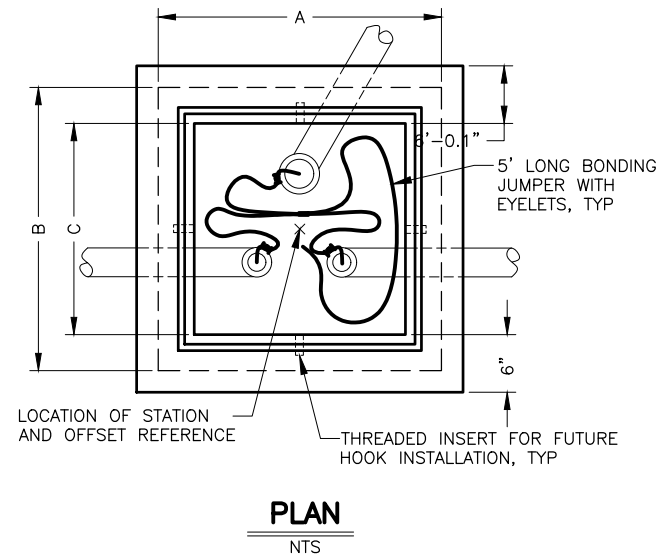 A
6'-0.1"
5' LONG BONDING
JUMPER WITH
EYELETS, TYP
B
C
6"
LOCATION OF STATION
AND OFFSET REFERENCE
THREADED INSERT FOR FUTURE
HOOK INSTALLATION, TYP
PLAN
NTS